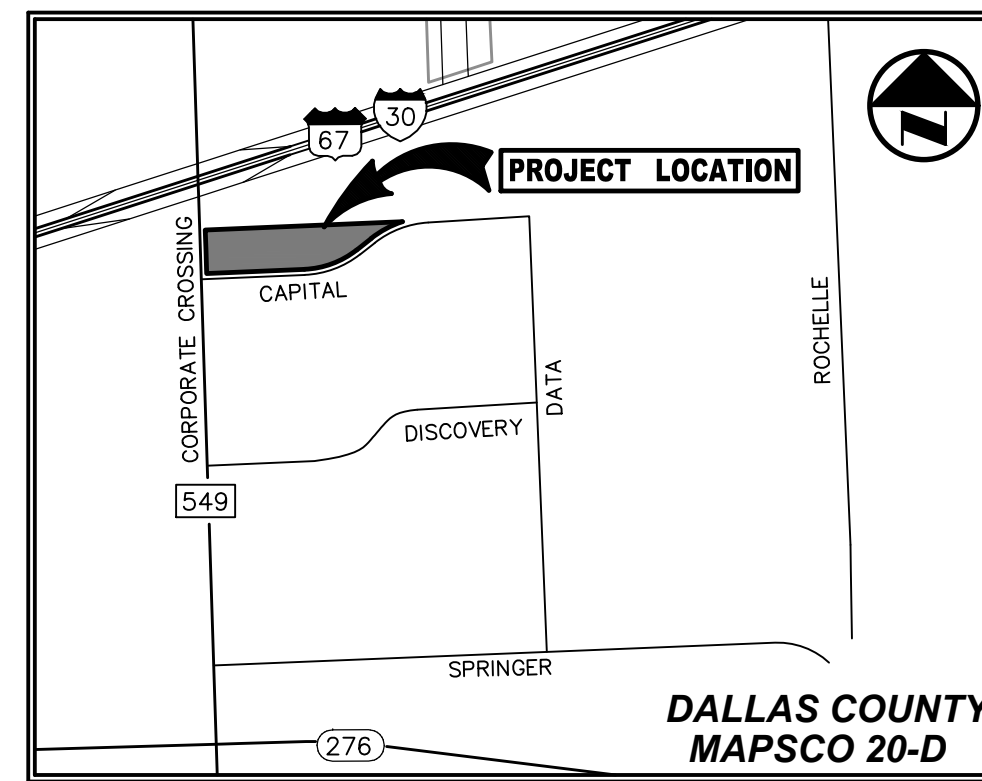 30
67
PROJECT LOCATION
CORPORATE CROSSING
CAPITAL
ROCHELLE
DATA
DISCOVERY
549
SPRINGER
DALLAS COUNTY
MAPSCO 20-D
276
N